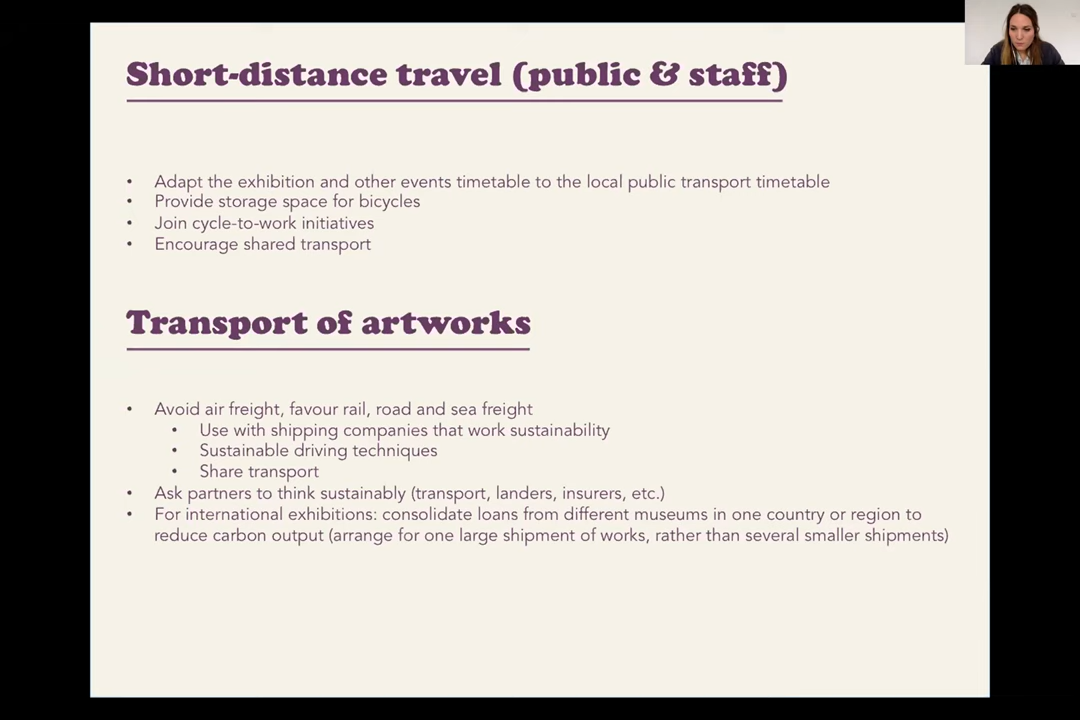 Short-distance travel (public & staff)
• Adapt the exhibition and other events timetable to the local public transport timetable
• Provide storage space for bicycles
• Join cycle-to-work initiatives
• Encourage shared transport
Transport of artworks
• Avoid air freight, favour rail, road and sea freight
• Use with shipping companies that work sustainability
• Sustainable driving techniques
• Share transport
• Ask partners to think sustainably (transport, landers, insurers, etc.)
• For international exhibitions: consolidate loans from different museums in one country or region to
reduce carbon output (arrange for one large shipment of works, rather than several smaller shipments)